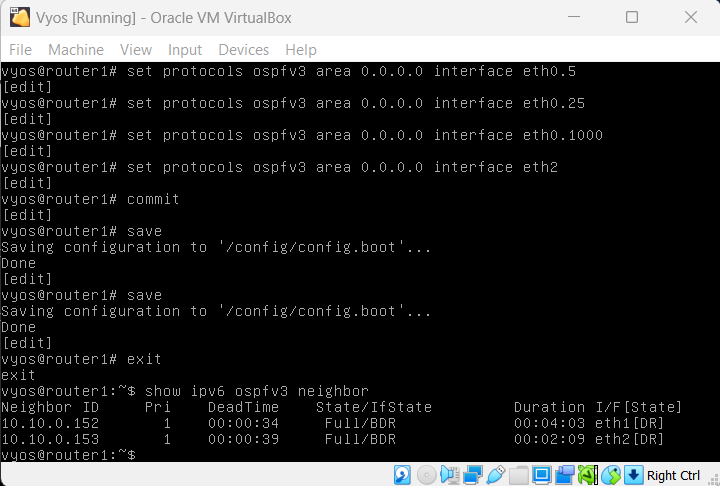 Vyos [Running] - Oracle VM VirtualBox
File Machine View Input Devices Help
vyos@router1# set protocols ospfv3 area 0.0.0.0 interface eth0.5
[edit]
vyos@router1# set protocols ospfv3 area 0.0.0.0 interface eth0.25
[edit]
vyos@router1# set protocols ospfv3 area 0.0.0.0 interface eth0.1000
[edit]
vyos@router1# set protocols ospfv3 area 0.0.0.0 interface eth2
[edit]
vyos@router1# commit
[edit]
vyos@router1# save
Saving configuration to '/config/config.boot'...
Done
[edit]
vyos@router1# save
Saving configuration to '/config/config.boot'...
Done
[edit]
vyos@router1# exit
exit
vyos@router1:~$ show ipv6 ospfv3 neighbor
Neighbor ID     Pri    DeadTime    State/IfState         Duration I/F[State]
10.10.0.152       1    00:00:34     Full/BDR             00:04:03 eth1[DR]
10.10.0.153       1    00:00:39     Full/BDR             00:02:09 eth2[DR]
vyos@router1:~$
Right Ctrl